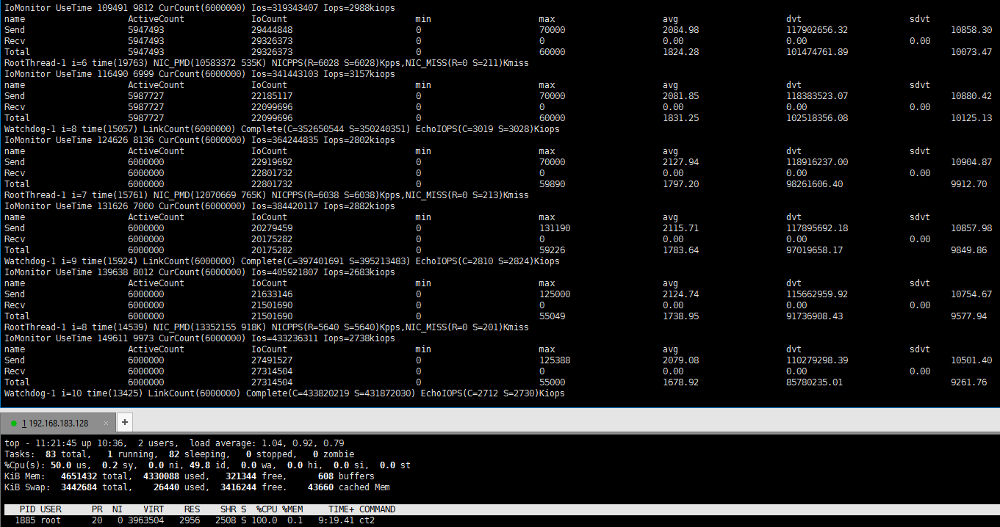 IoMonitor UseTime 109491 9812 CurCount(6000000) Ios=319343407 Iops=2988kiops
name ActiveCount IoCount min max avg dvt sdvt
Send 5947493 29444848 0 70000 2084.98 117902656.32 10858.30
Recv 5947493 29326373 0 0 0.00 0.00 0.00
Total 5947493 29326373 0 60000 1824.28 101474761.89 10073.47
RootThread-1 i=6 time(19763) NIC_PMD(10583372 535K) NICPPS(R=6028 S=6028)Kpps,NIC_MISS(R=0 S=211)Kmiss
IoMonitor UseTime 116490 6999 CurCount(6000000) Ios=341443103 Iops=3157kiops
name ActiveCount IoCount min max avg dvt sdvt
Send 5987727 22185117 0 70000 2081.85 118383523.07 10880.42
Recv 5987727 22099696 0 0 0.00 0.00 0.00
Total 5987727 22099696 0 60000 1831.25 102518356.08 10125.13
Watchdog-1 i=8 time(15057) LinkCount(6000000) Complete(C=352650544 S=350240351) EchoIOPS(C=3019 S=3028)Kiops
IoMonitor UseTime 124626 8136 CurCount(6000000) Ios=364244835 Iops=2802kiops
name ActiveCount IoCount min max avg dvt sdvt
Send 6000000 22919692 0 70000 2127.94 118916237.00 10904.87
Recv 6000000 22801732 0 0 0.00 0.00 0.00
Total 6000000 22801732 0 59890 1797.20 98261606.40 9912.70
RootThread-1 i=7 time(15761) NIC_PMD(12070669 765K) NICPPS(R=6038 S=6038)Kpps,NIC_MISS(R=0 S=213)Kmiss
IoMonitor UseTime 131626 7000 CurCount(6000000) Ios=384420117 Iops=2882kiops
name ActiveCount IoCount min max avg dvt sdvt
Send 6000000 20279459 0 131190 2115.71 117895692.18 10857.98
Recv 6000000 20175282 0 0 0.00 0.00 0.00
Total 6000000 20175282 0 59226 1783.64 97019658.17 9849.86
Watchdog-1 i=9 time(15924) LinkCount(6000000) Complete(C=397401691 S=395213483) EchoIOPS(C=2810 S=2824)Kiops
IoMonitor UseTime 139638 8012 CurCount(6000000) Ios=405921807 Iops=2683kiops
name ActiveCount IoCount min max avg dvt sdvt
Send 6000000 21633146 0 125000 2124.74 115662959.92 10754.67
Recv 6000000 21501690 0 0 0.00 0.00 0.00
Total 6000000 21501690 0 55049 1738.95 91736908.43 9577.94
RootThread-1 i=8 time(14539) NIC_PMD(13352155 918K) NICPPS(R=5640 S=5640)Kpps,NIC_MISS(R=0 S=201)Kmiss
IoMonitor UseTime 149611 9973 CurCount(6000000) Ios=433236311 Iops=2738kiops
name ActiveCount IoCount min max avg dvt sdvt
Send 6000000 27491527 0 125388 2079.08 110279298.39 10501.40
Recv 6000000 27314504 0 0 0.00 0.00 0.00
Total 6000000 27314504 0 55000 1678.92 85780235.01 9261.76
Watchdog-1 i=10 time(13425) LinkCount(6000000) Complete(C=433820219 S=431872030) EchoIOPS(C=2712 S=2730)Kiops
1 192.168.183.128 × +
top - 11:21:45 up 10:36, 2 users, load average: 1.04, 0.92, 0.79
Tasks: 83 total, 1 running, 82 sleeping, 0 stopped, 0 zombie
%Cpu(s): 50.0 us, 0.2 sy, 0.0 ni, 49.8 id, 0.0 wa, 0.0 hi, 0.0 si, 0.0 st
KiB Mem: 4651432 total, 4330088 used, 321344 free, 608 buffers
KiB Swap: 3442684 total, 26440 used, 3416244 free. 43660 cached Mem
PID USER PR NI VIRT RES SHR S %CPU %MEM TIME+ COMMAND
1885 root 20 0 3963504 2956 2508 S 100.0 0.1 9:19.41 ct2